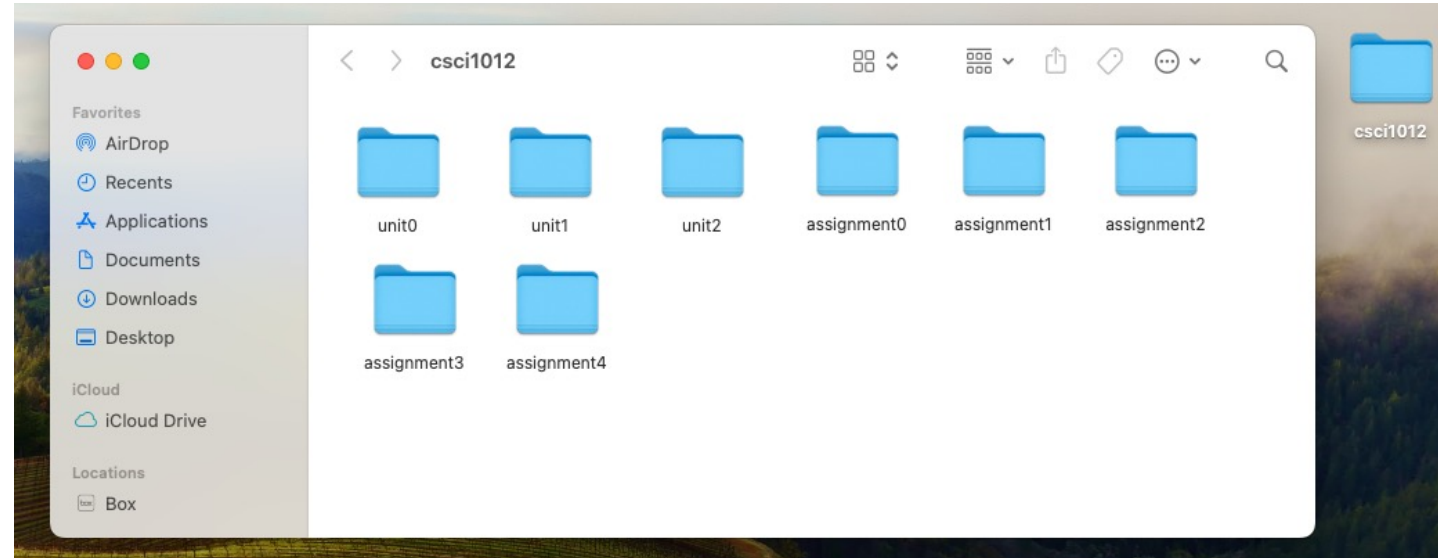 csci1012
Favorites
AirDrop
Recents
Applications
Documents
Downloads
Desktop
iCloud
iCloud Drive
Locations
box
Box
unit0
unit1
unit2
assignment0
assignment1
assignment2
assignment3
assignment4
csci1012